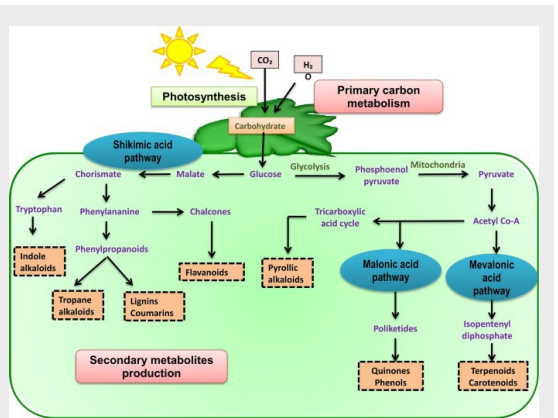 CO₂
H₂
O
Photosynthesis
Primary carbon
metabolism
Carbohydrate
Shikimic acid
pathway
Chorismate
Malate
Glucose
Glycolysis
Phosphoenol
pyruvate
Mitochondria
Pyruvate
Tryptophan
Phenylananine
Chalcones
Tricarboxylic
acid cycle
Acetyl Co-A
Phenylpropanoids
Indole
alkaloids
Flavanoids
Pyrollic
alkaloids
Malonic acid
pathway
Mevalonic
acid
pathway
Tropane
alkaloids
Lignins
Coumarins
Poliketides
Isopentenyl
diphosphate
Secondary metabolites
production
Quinones
Phenols
Terpenoids
Carotenoids